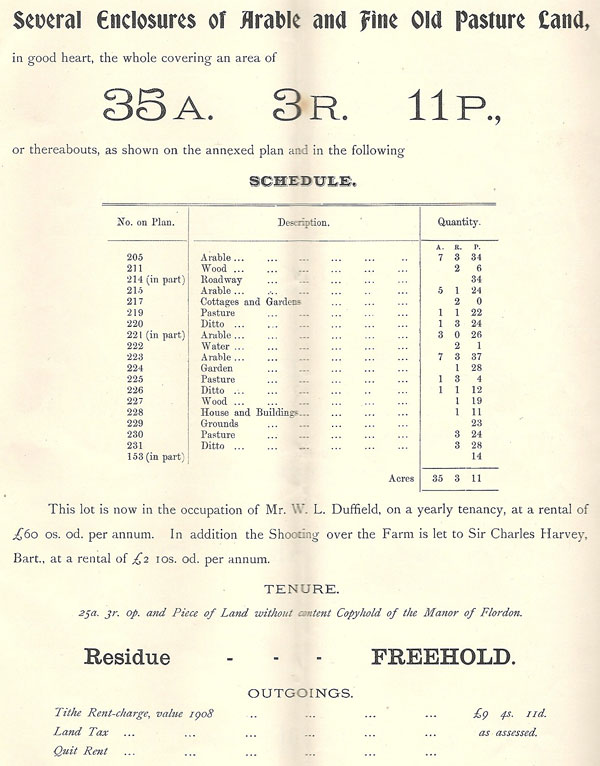 Several Enclosures of Arable and Fine Old Pasture Land,
in good heart, the whole covering an area of
35 A. 3 R. 11 P.,
or thereabouts, as shown on the annexed plan and in the following
SCHEDULE.
No. on Plan. Description. Quantity.
A. R. P.
205 Arable ... ... ... ... ... .. 7 3 34
211 Wood ... ... ... ... ... ... 2 6
214 (in part) Roadway ... ... ... ... ... 34
215 Arable ... ... ... ... ... ... 5 1 24
217 Cottages and Gardens ... ... ... ... 2 0
219 Pasture ... ... ... ... ... 1 1 22
220 Ditto ... ... ... ... ... ... 1 3 24
221 (in part) Arable ... ... ... ... ... ... 3 0 26
222 Water ... ... ... ... ... ... 2 1
223 Arable ... ... ... ... ... ... 7 3 37
224 Garden ... ... ... ... ... 1 28
225 Pasture ... ... ... ... ... 1 3 4
226 Ditto ... ... ... ... .. ... 1 1 12
227 Wood ... ... ... ... ... ... 1 19
228 House and Buildings ... ... ... ... 1 11
229 Grounds ... ... ... ... ... 23
230 Pasture ... ... ... ... ... 3 24
231 Ditto ... ... ... ... ... ... 3 28
153 (in part) 14
Acres 35 3 11
This lot is now in the occupation of Mr. W. L. Duffield, on a yearly tenancy, at a rental of
£60 0s. 0d. per annum. In addition the Shooting over the Farm is let to Sir Charles Harvey,
Bart., at a rental of £2 10s. 0d. per annum.
TENURE.
25a. 3r. 0p. and Piece of Land without content Copyhold of the Manor of Flordon.
Residue - - - FREEHOLD.
OUTGOINGS.
Tithe Rent-charge, value 1908 .. ... ... ... £9 4s. 11d.
Land Tax ... ... ... ... ... as assessed.
Quit Rent ... ... ... ... ...